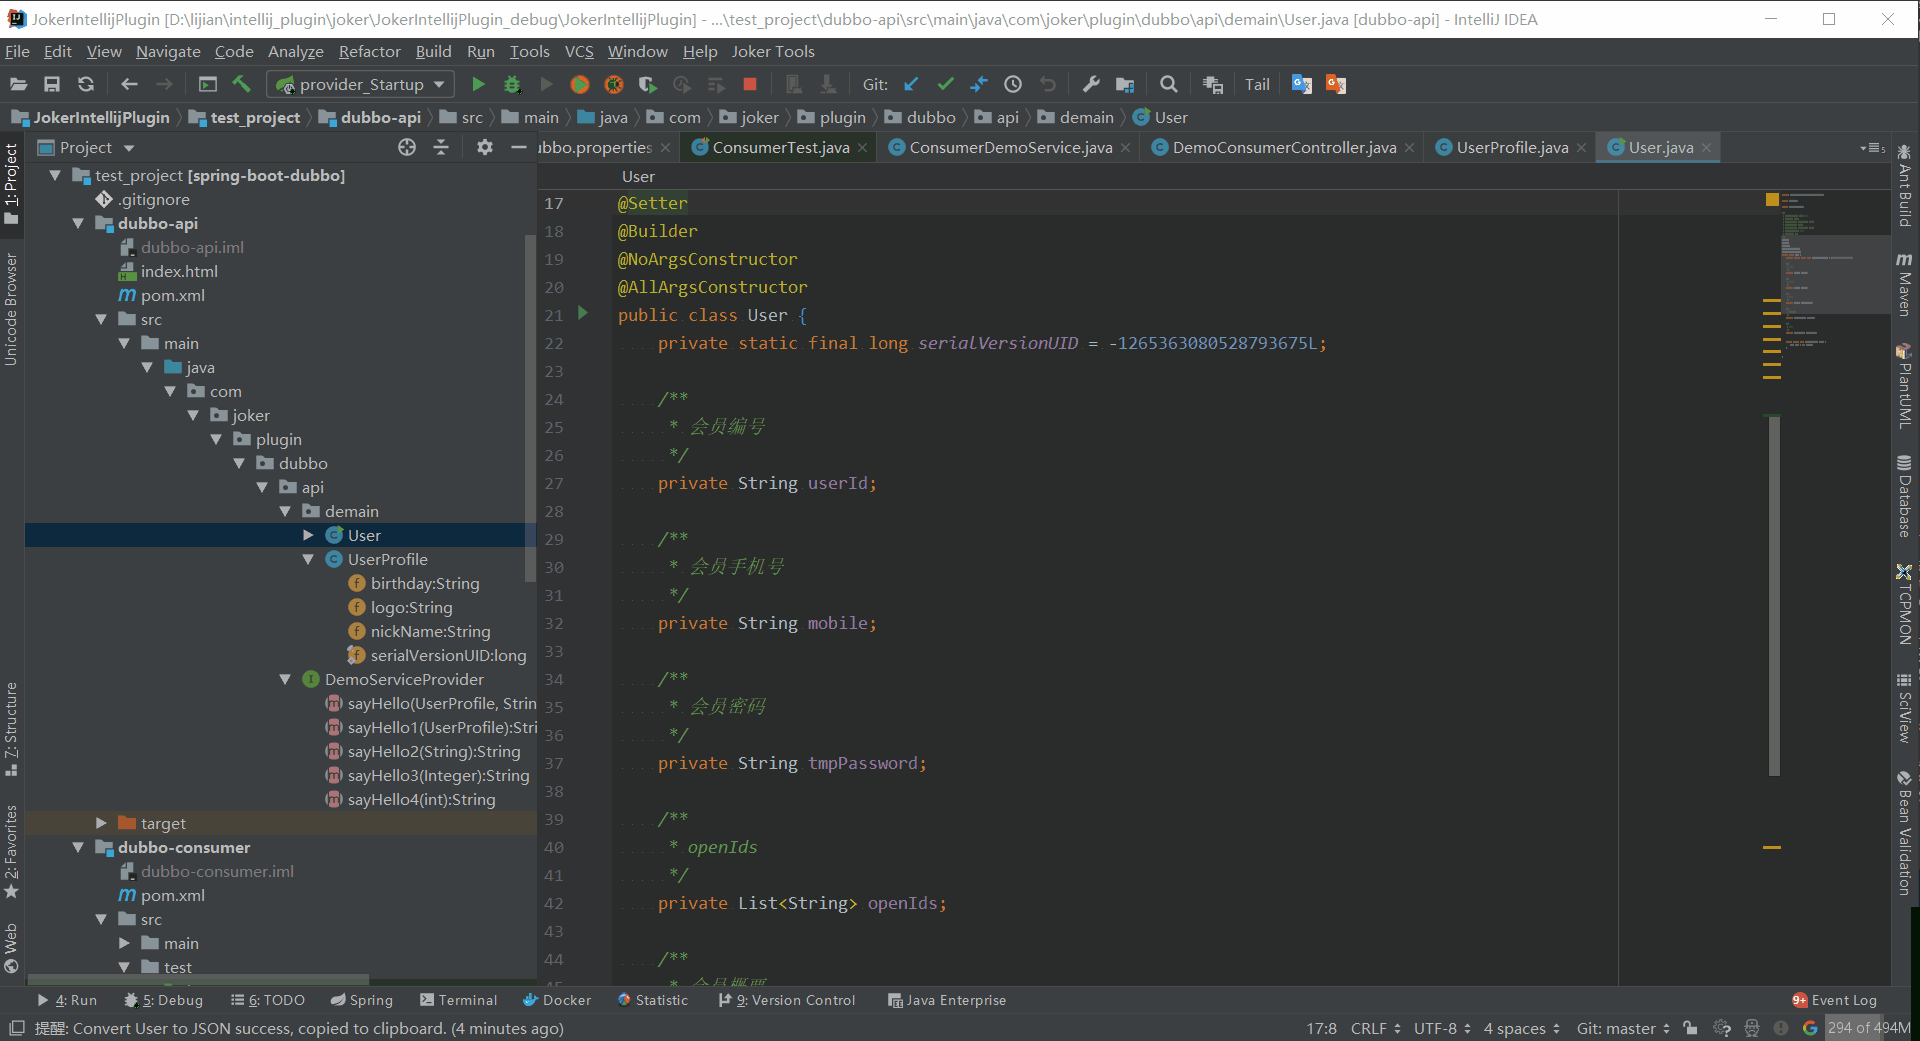 JokerIntellijPlugin [D:\lijian\intellij_plugin\joker\JokerIntellijPlugin_debug\JokerIntellijPlugin] - ...\test_project\dubbo-api\src\main\java\com\joker\plugin\dubbo\api\demain\User.java [dubbo-api] - IntelliJ IDEA
File Edit View Navigate Code Analyze Refactor Build Run Tools VCS Window Help Joker Tools
provider_Startup Git: Tail
JokerIntellijPlugin test_project dubbo-api src main java com joker plugin dubbo api demain User
Project
ubbo.properties ConsumerTest.java ConsumerDemoService.java DemoConsumerController.java UserProfile.java User.java
1: Project
Unicode Browser
7: Structure
2: Favorites
Web
test_project [spring-boot-dubbo]
.gitignore
dubbo-api
dubbo-api.iml
index.html
pom.xml
src
main
java
com
joker
plugin
dubbo
api
demain
User
UserProfile
birthday:String
logo:String
nickName:String
serialVersionUID:long
DemoServiceProvider
sayHello(UserProfile, Strin
sayHello1(UserProfile):Stri
sayHello2(String):String
sayHello3(Integer):String
sayHello4(int):String
target
dubbo-consumer
dubbo-consumer.iml
pom.xml
src
main
test
User
17 @Setter
18 @Builder
19 @NoArgsConstructor
20 @AllArgsConstructor
21 public class User {
22 private static final long serialVersionUID = -1265363080528793675L;
23
24 /**
25 * 会员编号
26 */
27 private String userId;
28
29 /**
30 * 会员手机号
31 */
32 private String mobile;
33
34 /**
35 * 会员密码
36 */
37 private String tmpPassword;
38
39 /**
40 * openIds
41 */
42 private List<String> openIds;
43
44 /**
Ant Build
Maven
PlantUML
Database
TCPMON
SciView
Bean Validation
4: Run 5: Debug 6: TODO Spring Terminal Docker Statistic 9: Version Control Java Enterprise 9+ Event Log
提醒: Convert User to JSON success, copied to clipboard. (4 minutes ago) 17:8 CRLF UTF-8 4 spaces Git: master 294 of 494M